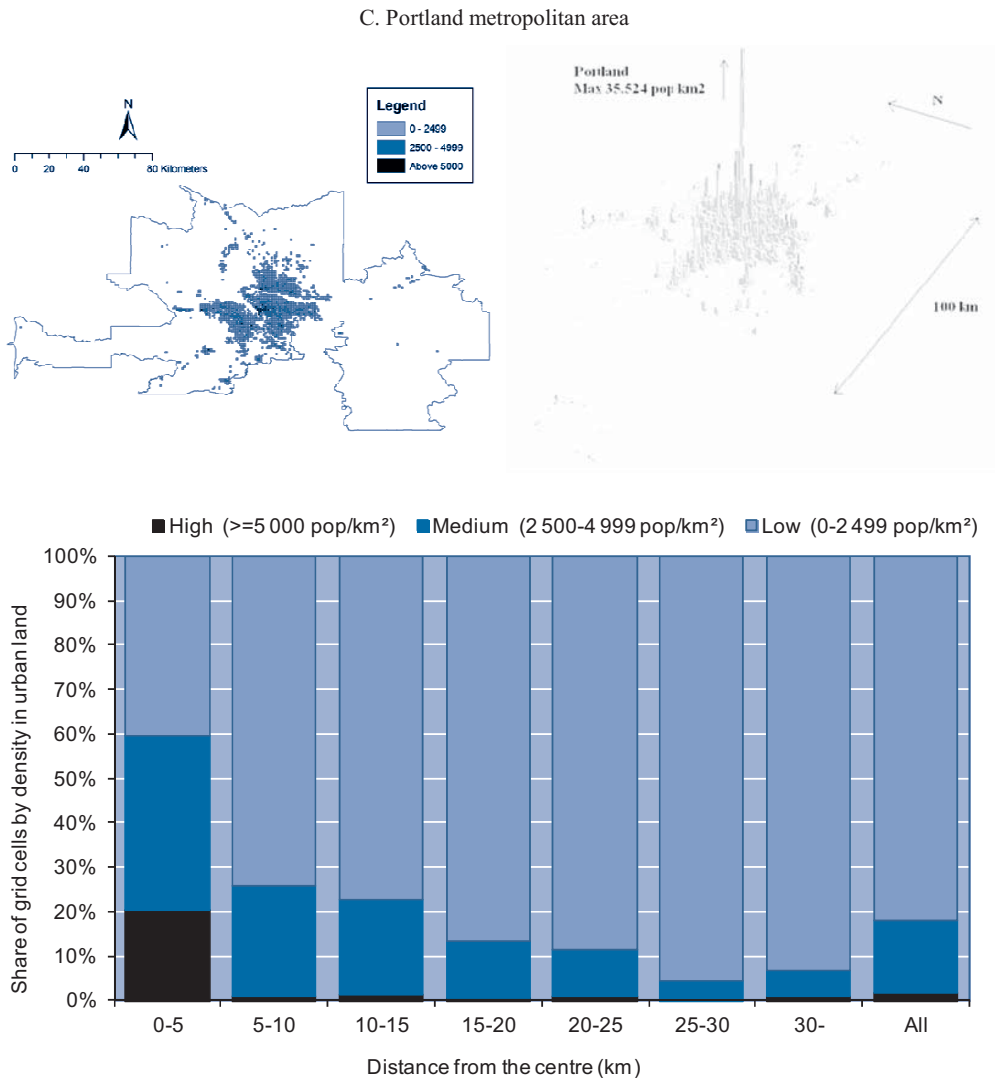 C. Portland metropolitan area
N
0 20 40 80 Kilometers
Legend
0 - 2499
2500 - 4999
Above 5000
Portland
Max 35.524 pop km2
N
100 km
High (>=5 000 pop/km²) Medium (2 500-4 999 pop/km²) Low (0-2 499 pop/km²)
Share of grid cells by density in urban land
100%
90%
80%
70%
60%
50%
40%
30%
20%
10%
0%
0-5 5-10 10-15 15-20 20-25 25-30 30- All
Distance from the centre (km)